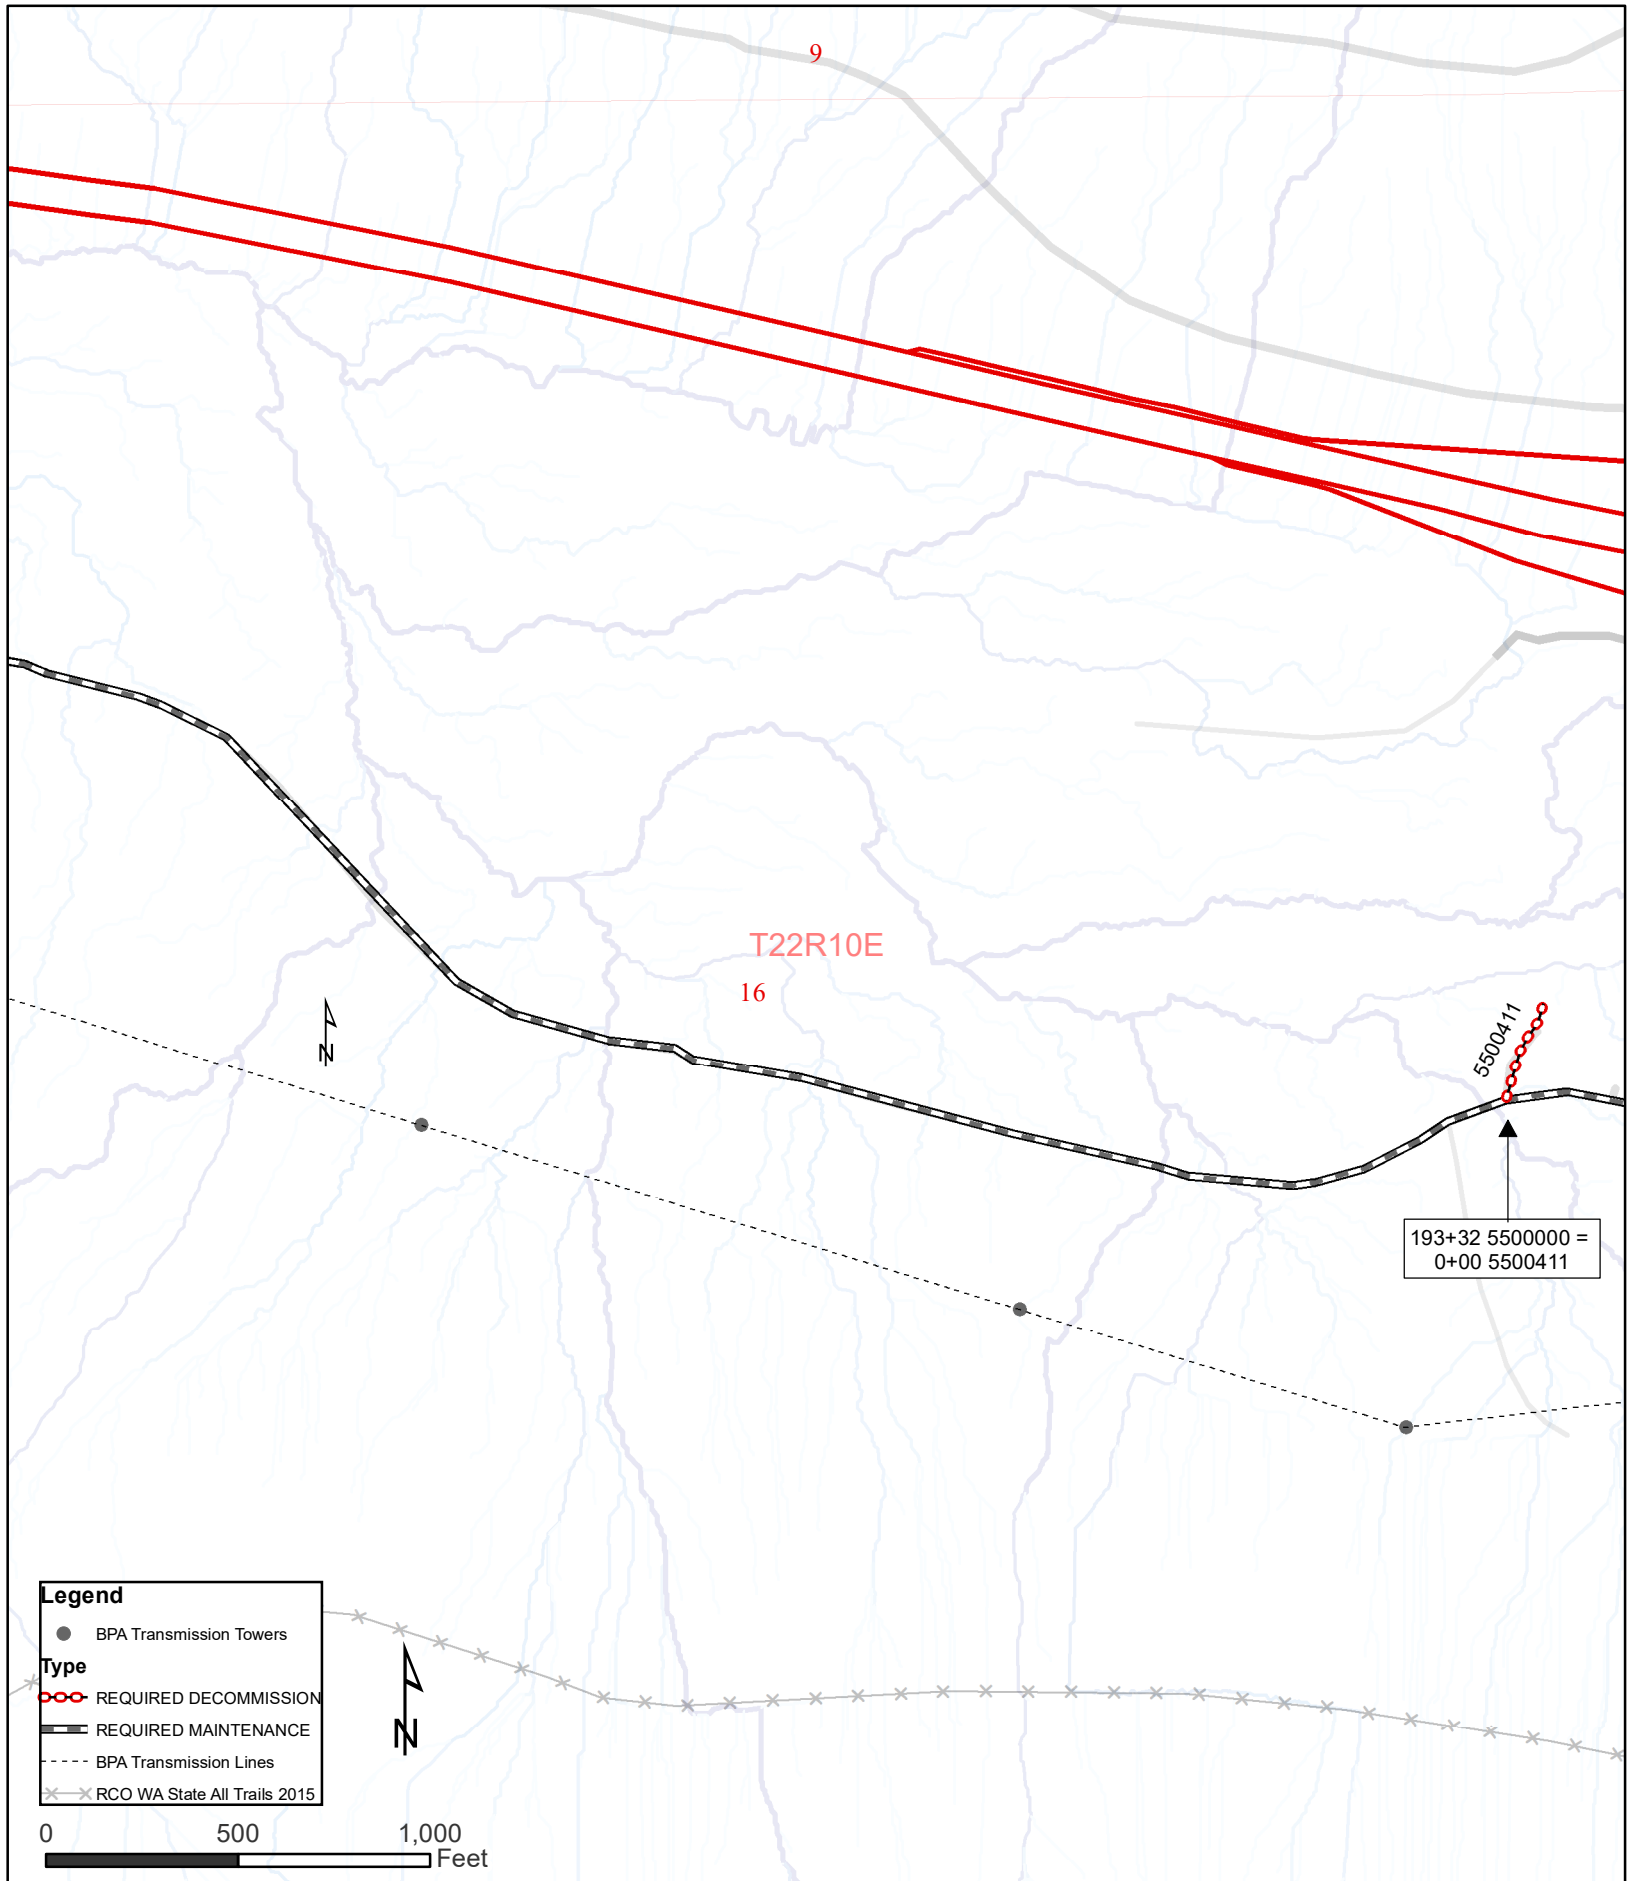 9
T22R10E
16
N
5500411
193+32 5500000 =
0+00 5500411
Legend
BPA Transmission Towers
Type
REQUIRED DECOMMISSION
REQUIRED MAINTENANCE
BPA Transmission Lines
RCO WA State All Trails 2015
N
0 500 1,000
Feet